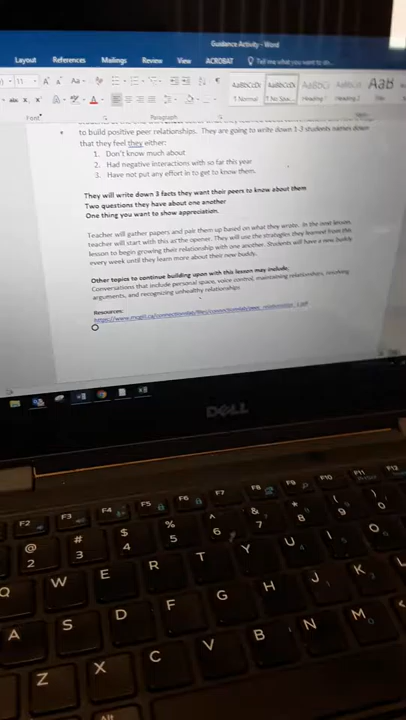 Guidance Activity - Word
Layout References Mailings Review View ACROBAT Tell me what you want to do...
11 A A Aa
abc x x A
AaBbCcDc AaBbCcDc AaBbC AaBbCc AaB
¶ Normal ¶ No Spac... Heading 1 Heading 2 Title
Font Paragraph
to build positive peer relationships. They are going to write down 1-3 students names down
that they feel they either:
1. Don't know much about
2. Had negative interactions with so far this year
3. Have not put any effort in to get to know them.
They will write down 3 facts they want their peers to know about them
Two questions they have about one another
One thing you want to show appreciation.
Teacher will gather papers and pair them up based on what they wrote. In the next lesson,
teacher will start with this as the opener. They will use the strategies they learned from this
lesson to begin growing their relationship with one another. Students will have a new buddy
every week until they learn more about their new buddy.
Other topics to continue building upon with this lesson may include:
Conversations that include personal space, voice control, maintaining relationships, resolving
arguments, and recognizing unhealthy relationships
Resources:
DELL
F2 F3 F4 F5 F6 F7 F8 F9 F10 F11
@ # $ % ^ & * ( )
2 3 4 5 6 7 8 9 0
Q W E R T Y U I O
A S D F G H J K
Z X C V B N M